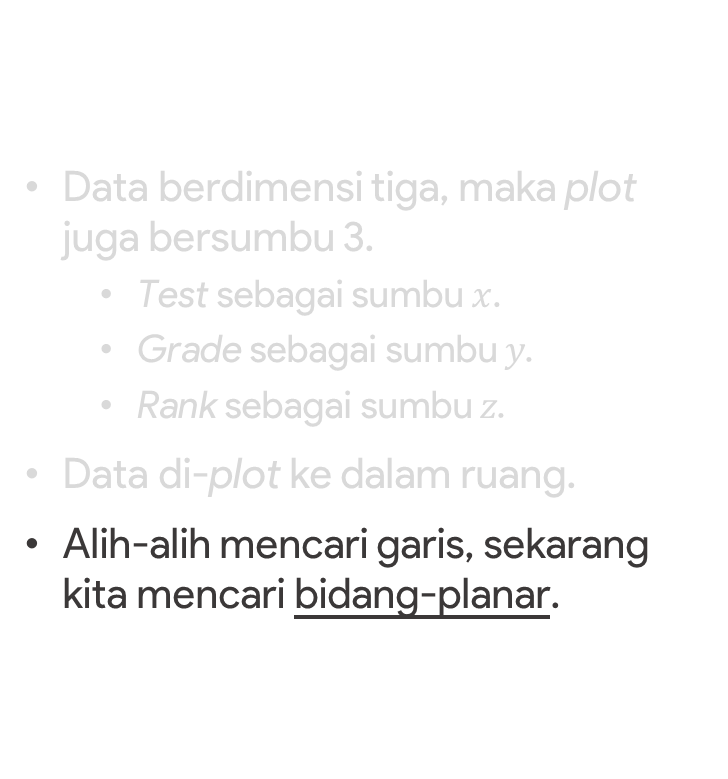 • Data berdimensi tiga, maka plot
juga bersumbu 3.
• Test sebagai sumbu x.
• Grade sebagai sumbu y.
• Rank sebagai sumbu z.
• Data di-plot ke dalam ruang.
• Alih-alih mencari garis, sekarang
kita mencari bidang-planar.